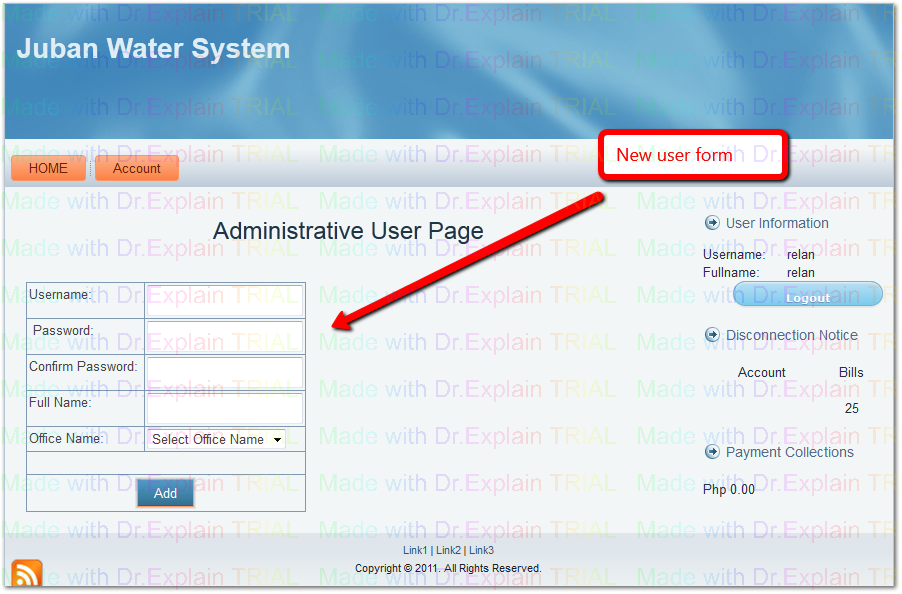 Juban Water System
HOME
Account
New user form
Administrative User Page
Username:
Password:
Confirm Password:
Full Name:
Office Name: Select Office Name
Add
User Information
Username: relan
Fullname: relan
Logout
Disconnection Notice
Account Bills
25
Payment Collections
Php 0.00
Link1 | Link2 | Link3
Copyright © 2011. All Rights Reserved.
Made with Dr.Explain TRIAL